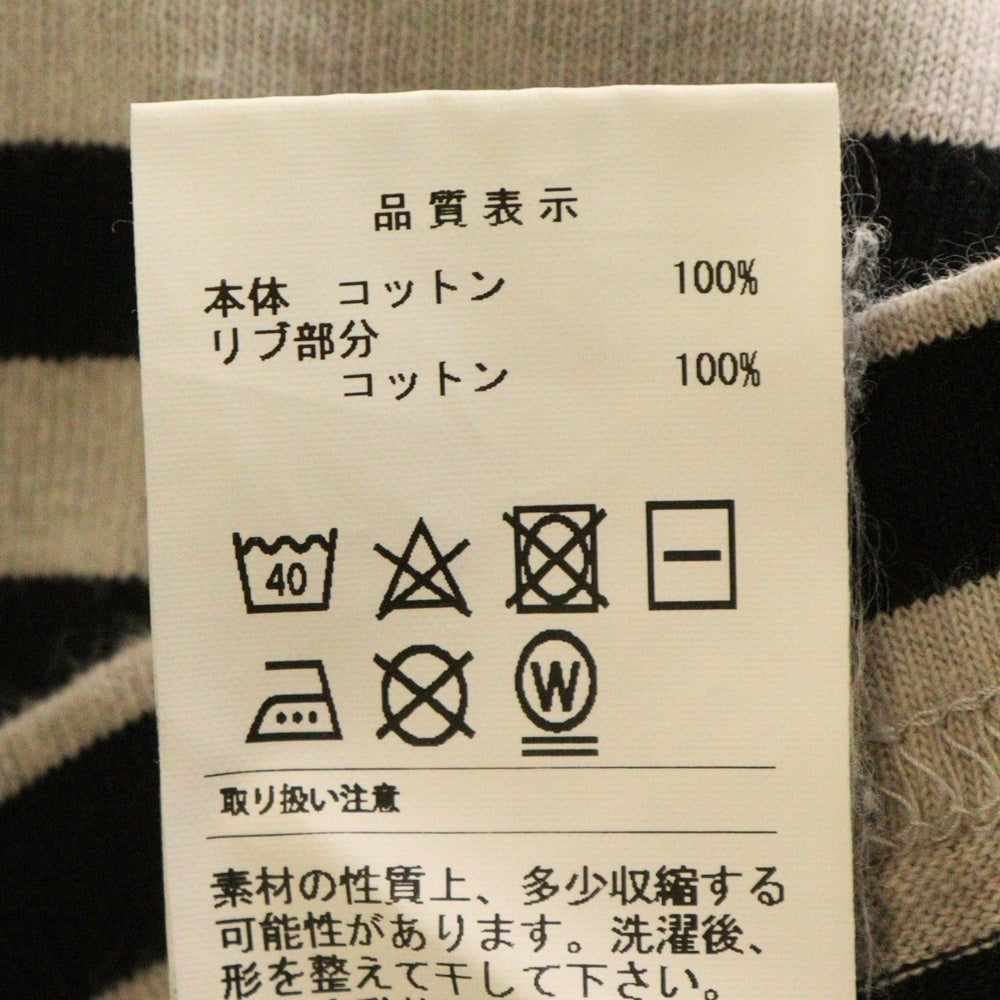 品質表示
本体 コットン 100%
リブ部分
コットン 100%
40
W
取り扱い注意
素材の性質上、多少収縮する
可能性があります。洗濯後、
形を整えて干して下さい。